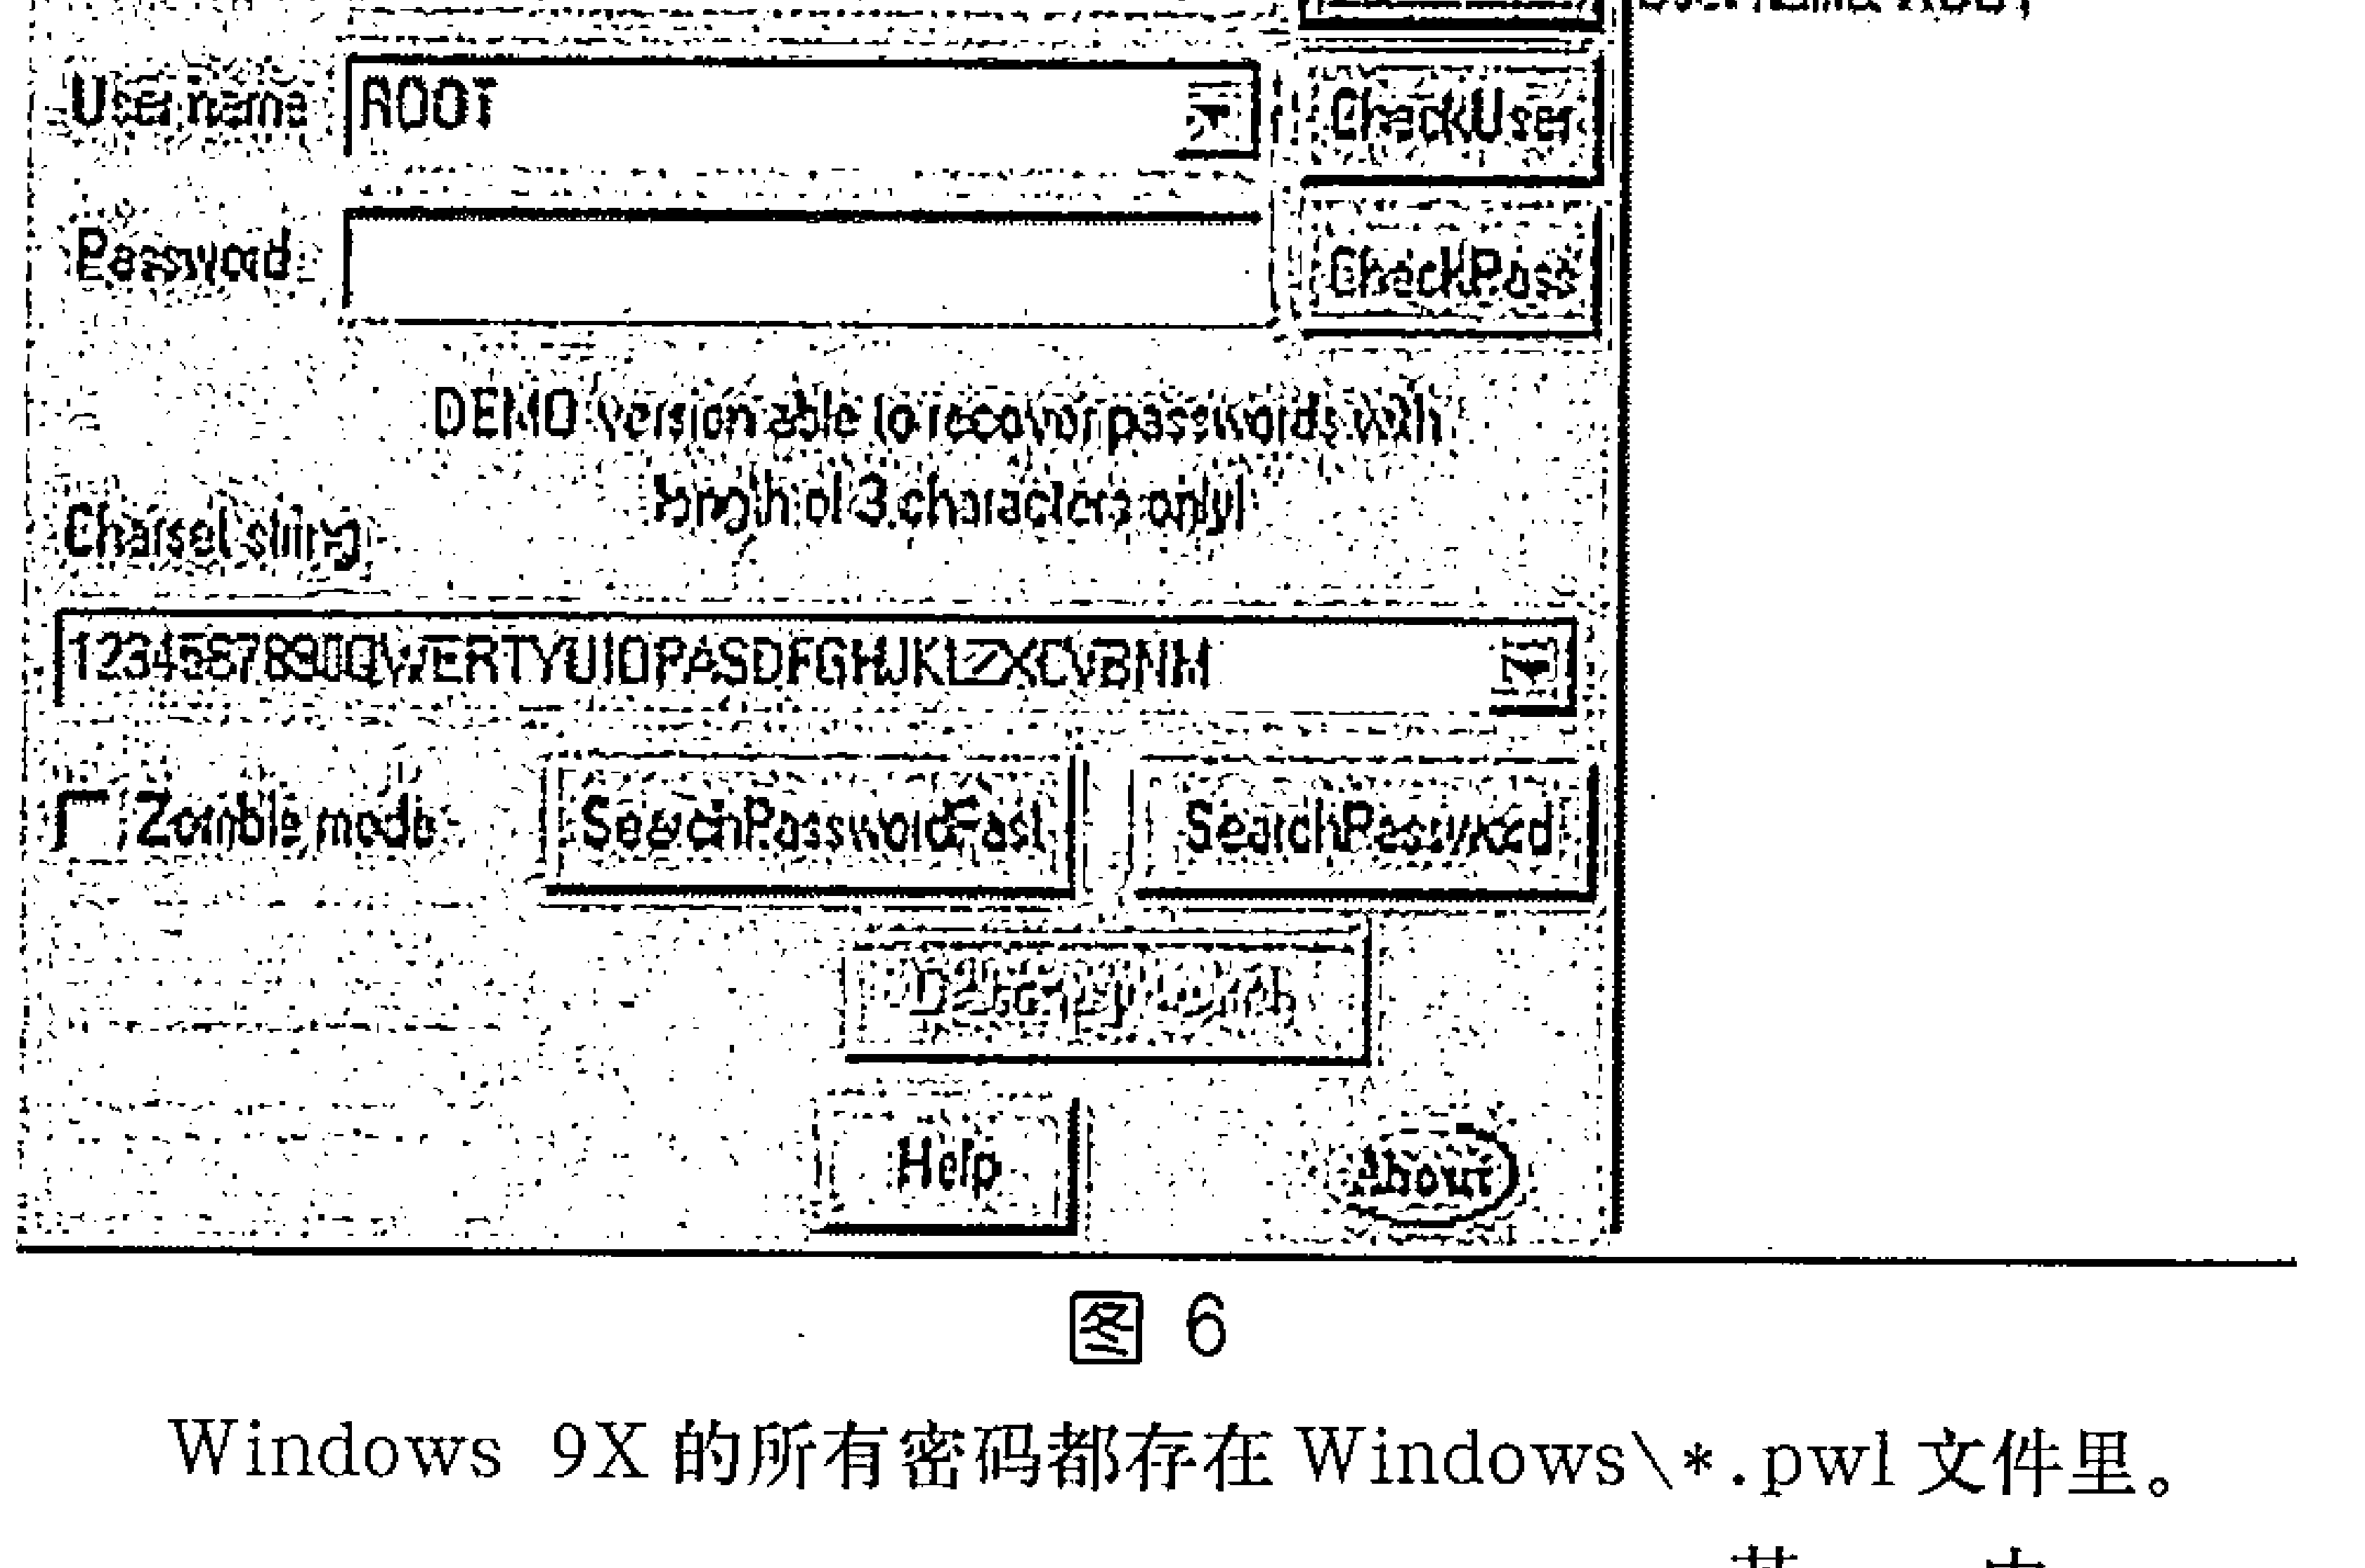 User name ROOT CheckUser
Password CheckPass
DEMO version able to recover passwords with
length of 3 characters only!
Charset string
1234567890QWERTYUIOPASDFGHJKLZXCVBNM
Zombie mode SearchPasswordFast SearchPassword
Help About
图 6
Windows 9X 的所有密码都存在 Windows\*.pwl 文件里。